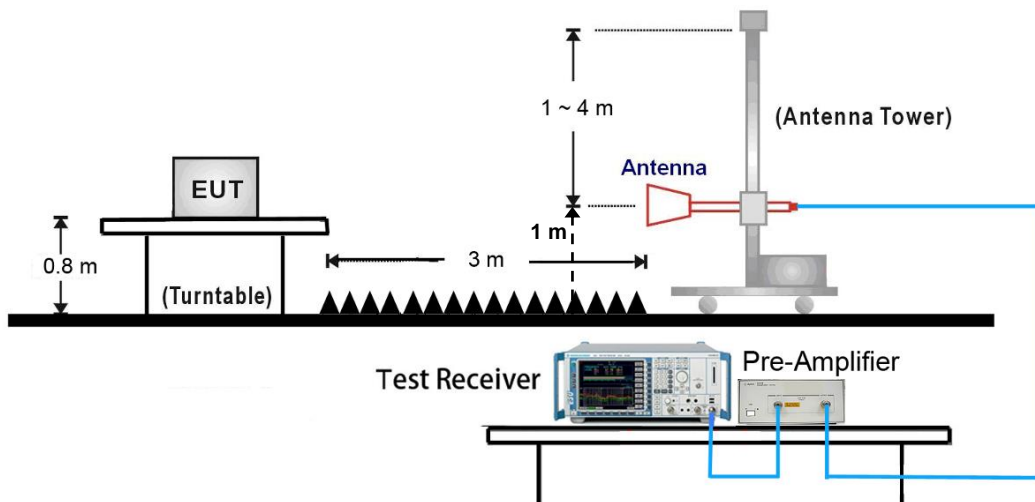 1 ~ 4 m
(Antenna Tower)
Antenna
EUT
1 m
0.8 m
3 m
(Turntable)
Test Receiver
Pre-Amplifier